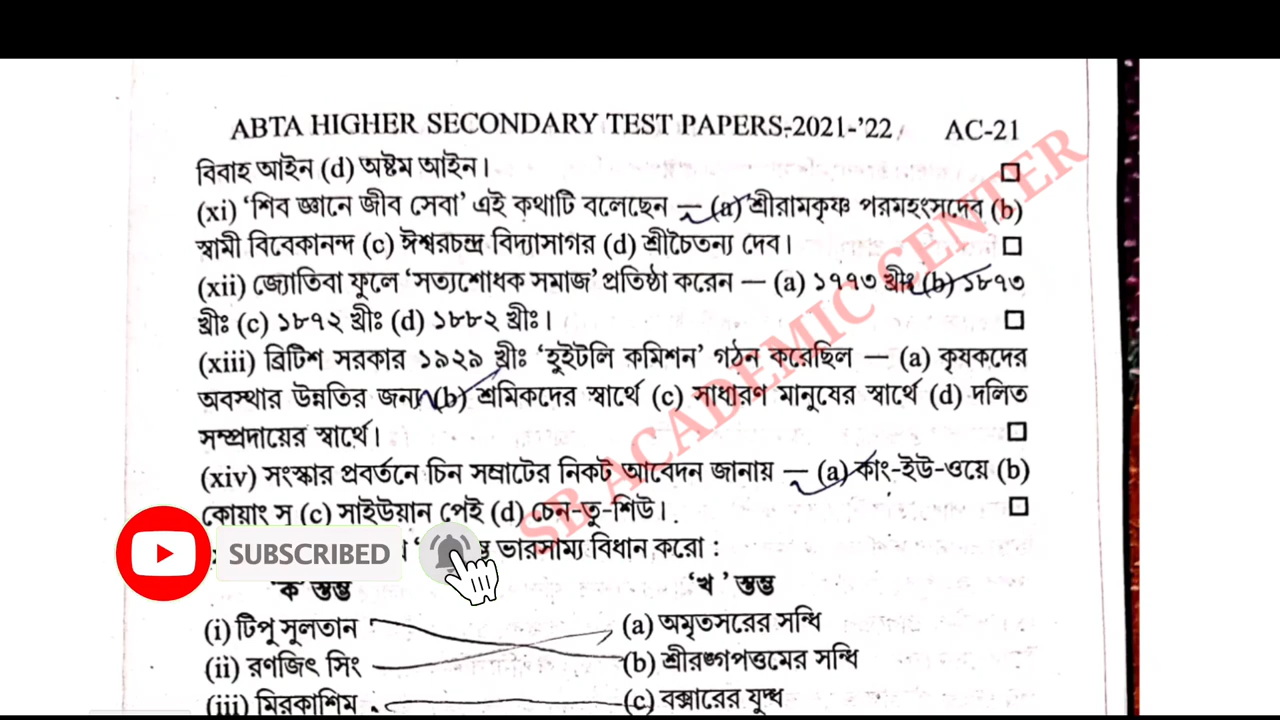 ABTA HIGHER SECONDARY TEST PAPERS-2021-'22 AC-21
বিবাহ আইন (d) অষ্টম আইন।
(xi) 'শিব জ্ঞানে জীব সেবা' এই কথাটি বলেছেন — (a) শ্রীরামকৃষ্ণ পরমহংসদেব (b)
স্বামী বিবেকানন্দ (c) ঈশ্বরচন্দ্র বিদ্যাসাগর (d) শ্রীচৈতন্য দেব।
(xii) জ্যোতিবা ফুলে 'সত্যশোধক সমাজ' প্রতিষ্ঠা করেন — (a) ১৭৭৩ খ্রীঃ (b) ১৮৭৩
খ্রীঃ (c) ১৮৭২ খ্রীঃ (d) ১৮৮২ খ্রীঃ।
(xiii) ব্রিটিশ সরকার ১৯২৯ খ্রীঃ 'হুইটলি কমিশন' গঠন করেছিল — (a) কৃষকদের
অবস্থার উন্নতির জন্য (b) শ্রমিকদের স্বার্থে (c) সাধারণ মানুষের স্বার্থে (d) দলিত
সম্প্রদায়ের স্বার্থে।
(xiv) সংস্কার প্রবর্তনে চিন সম্রাটের নিকট আবেদন জানায় — (a) কাং-ইউ-ওয়ে (b)
কোয়াং সু (c) সাইউয়ান পেই (d) চেন-তু-শিউ।
ভারসাম্য বিধান করো :
'ক' স্তম্ভ 'খ' স্তম্ভ
(i) টিপু সুলতান (a) অমৃতসরের সন্ধি
(ii) রণজিৎ সিং (b) শ্রীরঙ্গপত্তমের সন্ধি
(iii) মিরকাশিম (c) বক্সারের যুদ্ধ
SB ACADEMIC CENTER
SUBSCRIBED